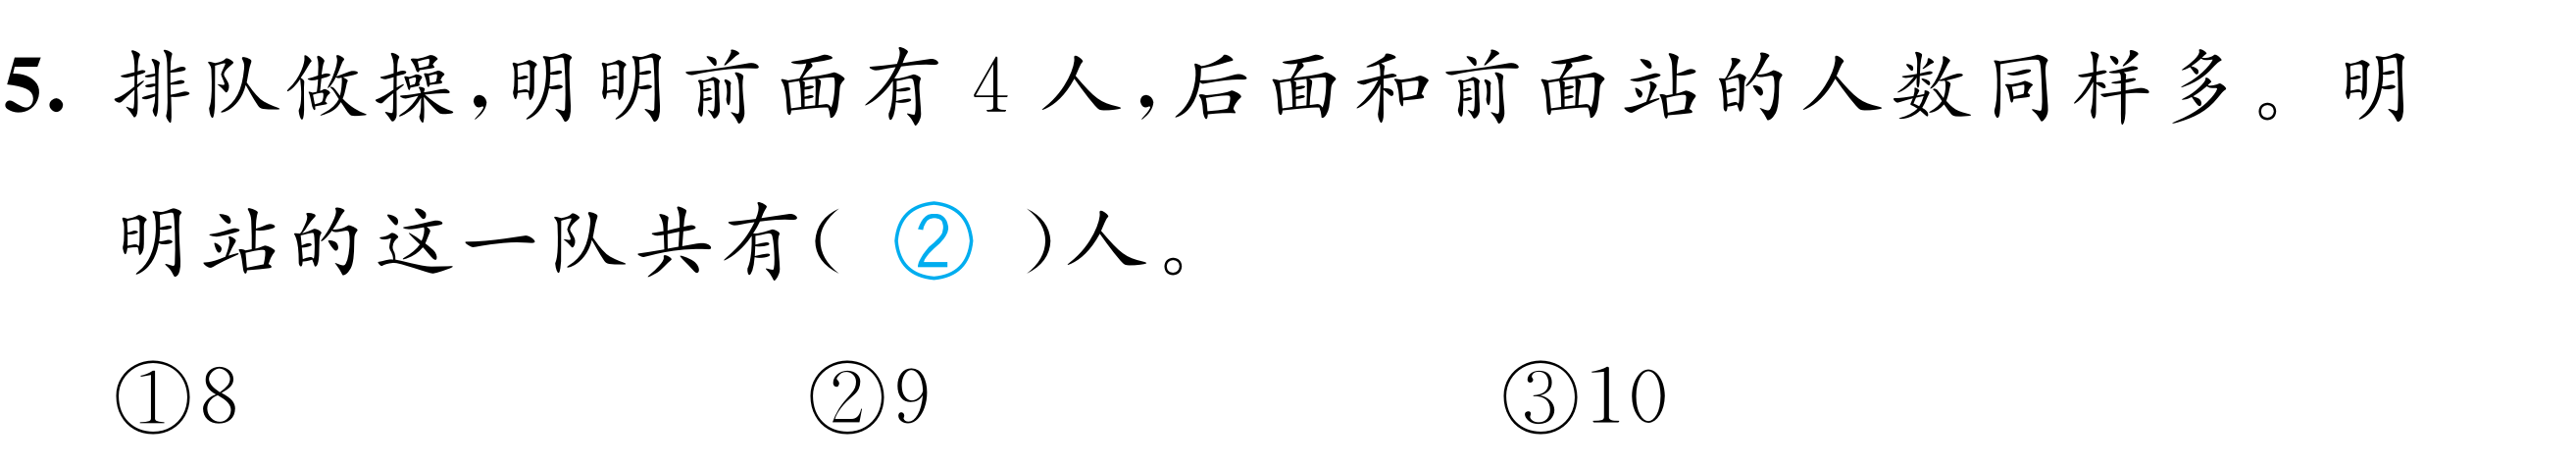 5. 排队做操,明明前面有 4 人,后面和前面站的人数同样多。明
明站的这一队共有( ② )人。
①8 ②9 ③10